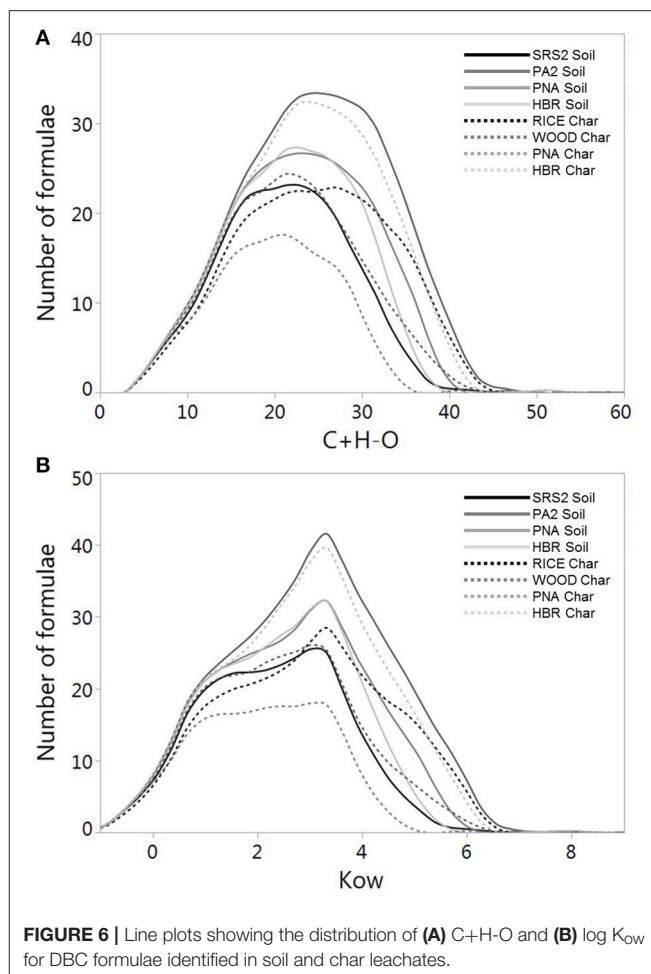 A
40
30
20
10
0
Number of formulae
SRS2 Soil
PA2 Soil
PNA Soil
HBR Soil
RICE Char
WOOD Char
PNA Char
HBR Char
0 10 20 30 40 50 60
C+H-O
B
50
40
30
20
10
0
Number of formulae
SRS2 Soil
PA2 Soil
PNA Soil
HBR Soil
RICE Char
WOOD Char
PNA Char
HBR Char
0 2 4 6 8
Kow
FIGURE 6 | Line plots showing the distribution of (A) C+H-O and (B) log KOW
for DBC formulae identified in soil and char leachates.